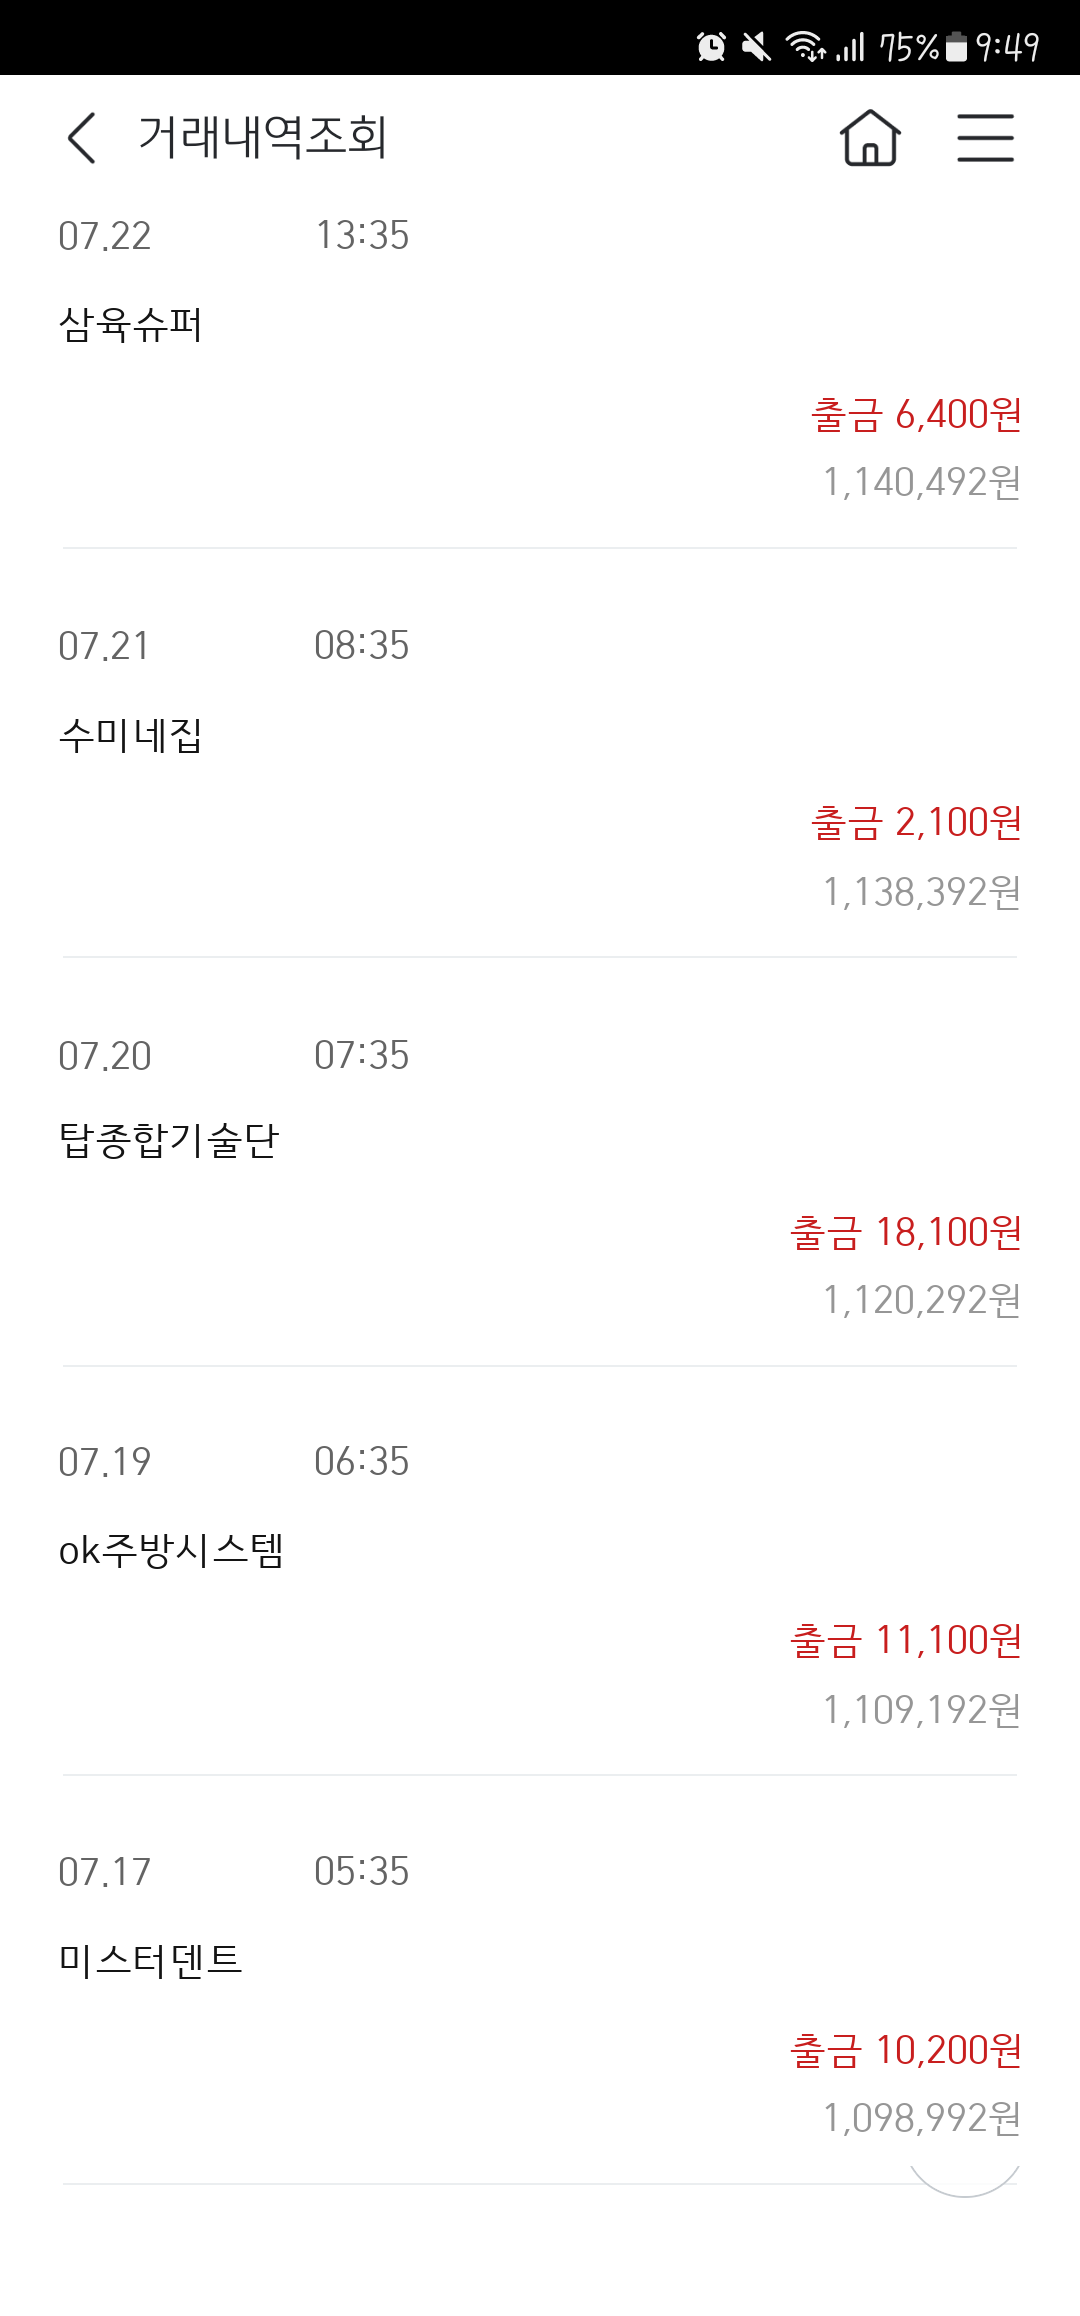 75% 9:49
거래내역조회
07.22 13:35
삼육슈퍼
출금 6,400원
1,140,492원
07.21 08:35
수미네집
출금 2,100원
1,138,392원
07.20 07:35
탑종합기술단
출금 18,100원
1,120,292원
07.19 06:35
ok주방시스템
출금 11,100원
1,109,192원
07.17 05:35
미스터덴트
출금 10,200원
1,098,992원